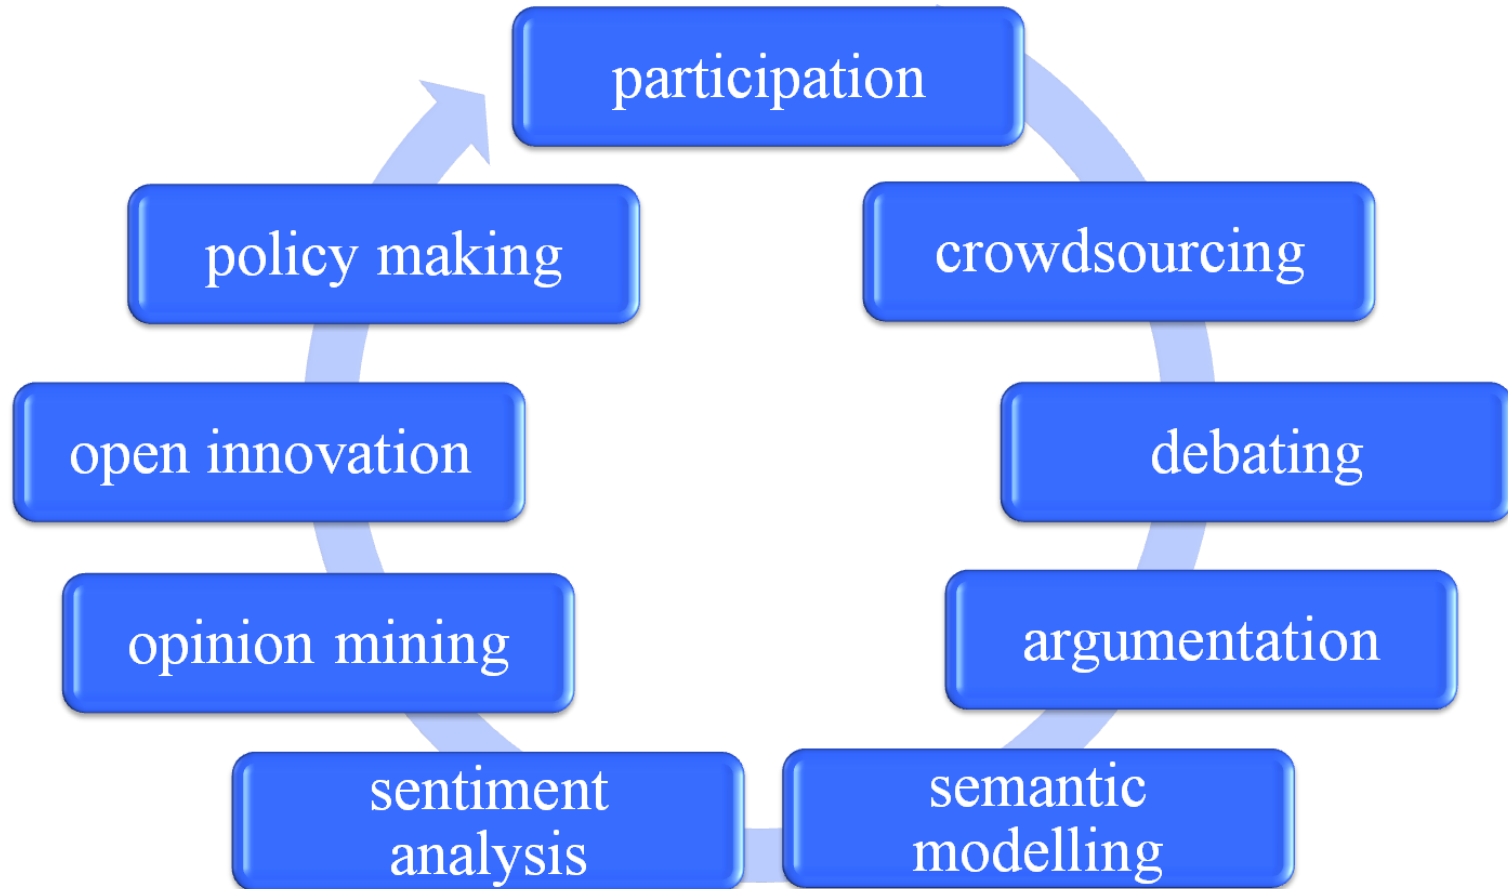 participation
crowdsourcing
debating
argumentation
semantic
modelling
sentiment
analysis
opinion mining
open innovation
policy making